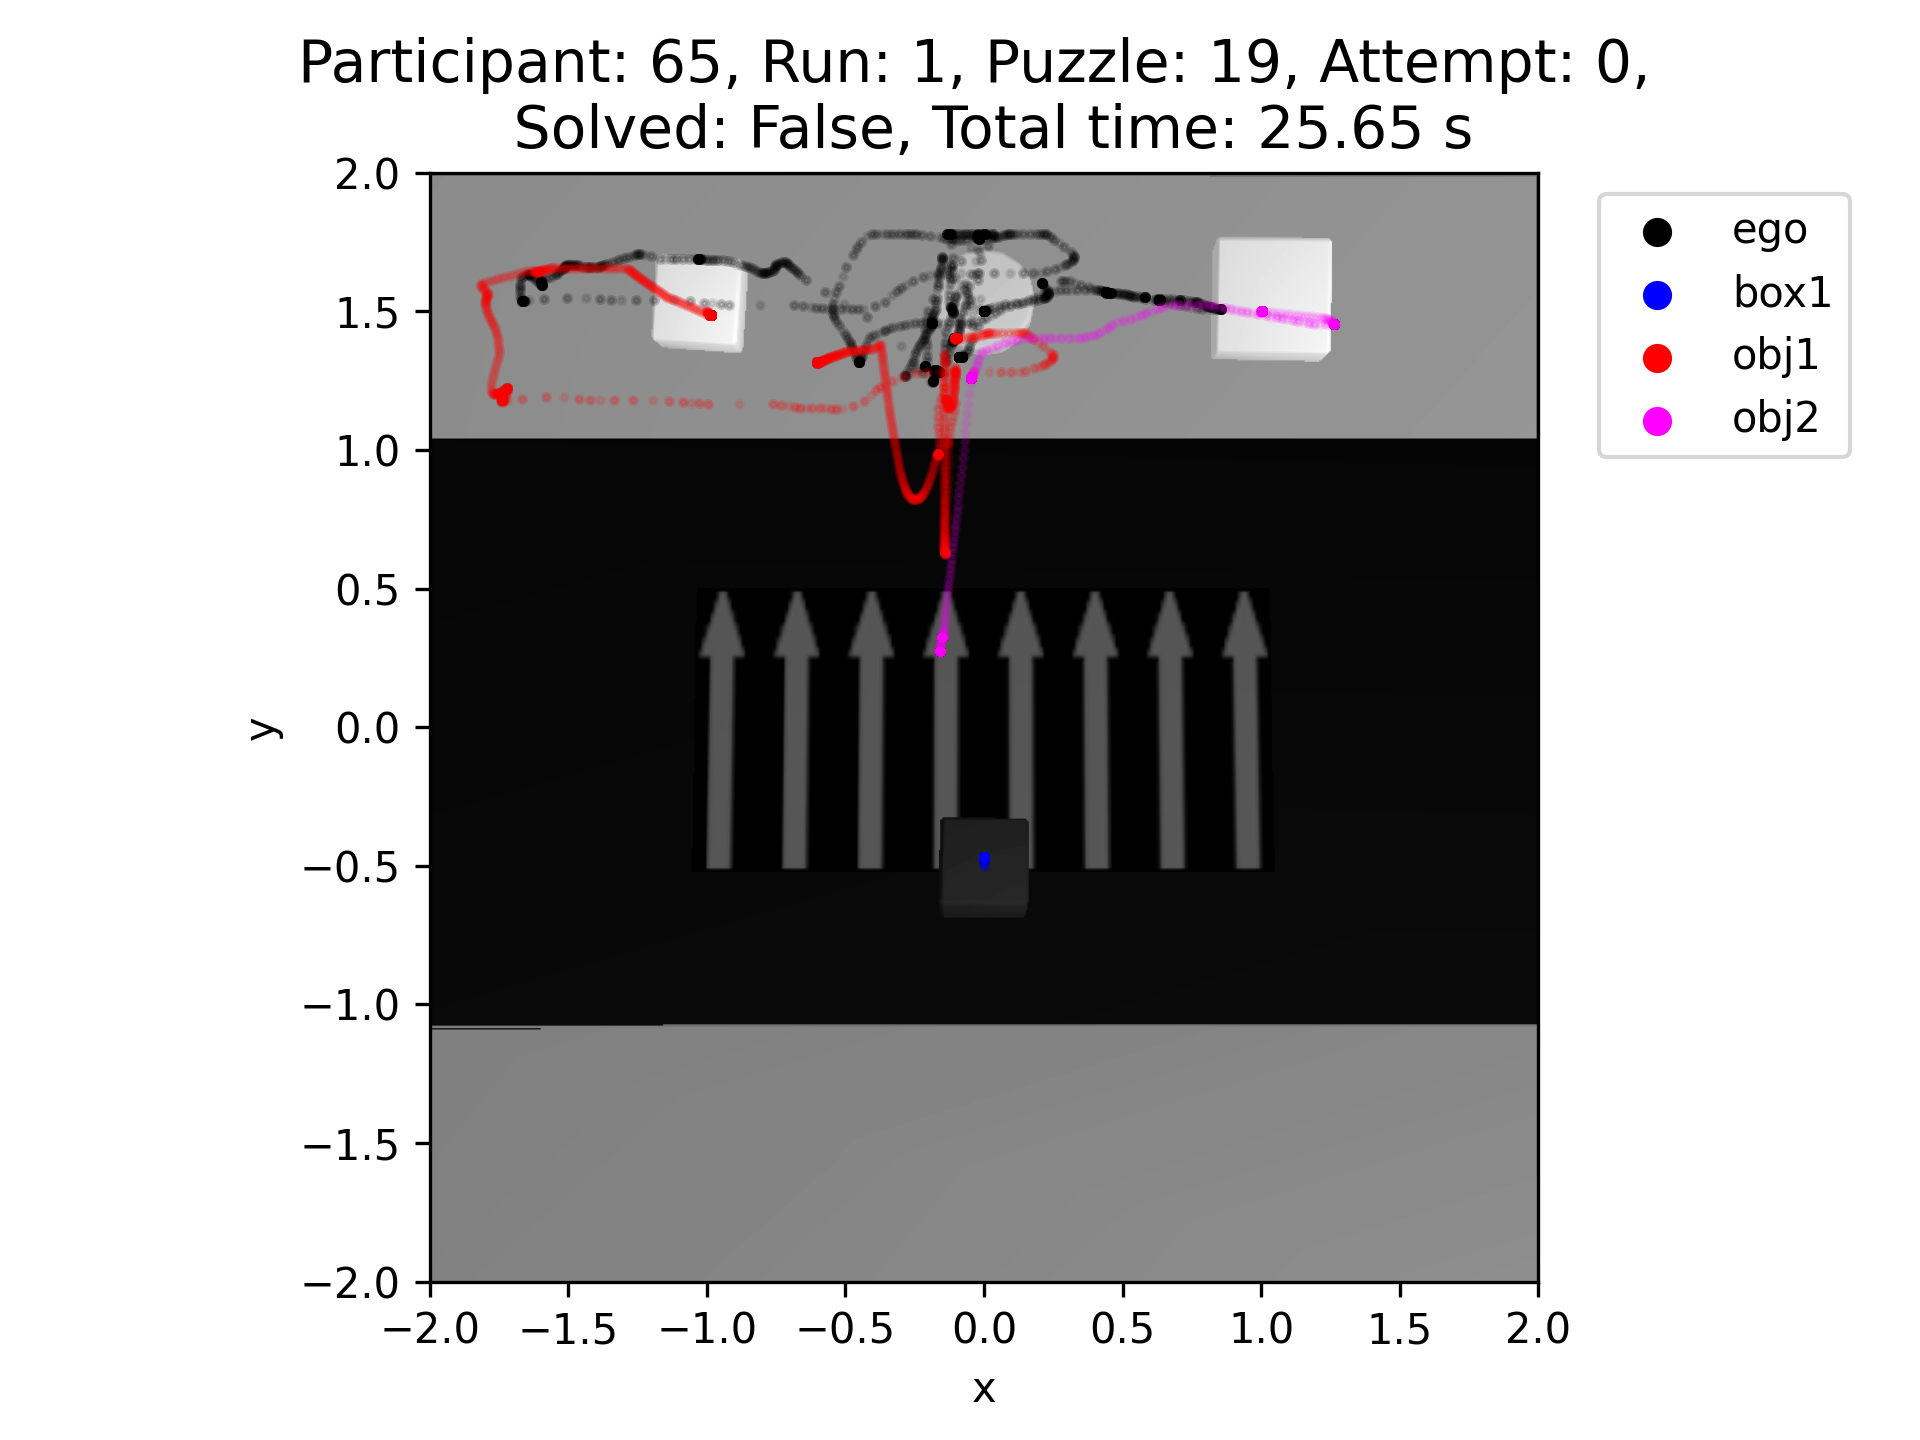 Participant: 65, Run: 1, Puzzle: 19, Attempt: 0,
Solved: False, Total time: 25.65 s
ego
box1
obj1
obj2
2.0
1.5
1.0
0.5
0.0
−0.5
−1.0
−1.5
−2.0
y
−2.0 −1.5 −1.0 −0.5 0.0 0.5 1.0 1.5 2.0
x